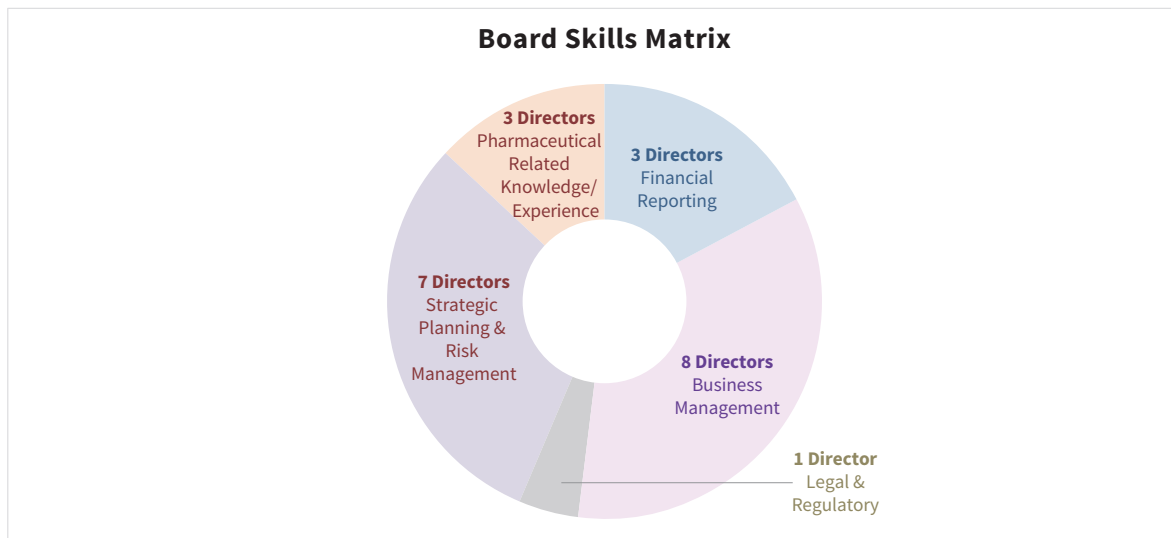 Board Skills Matrix
3 Directors
Pharmaceutical
Related
Knowledge/
Experience
3 Directors
Financial
Reporting
7 Directors
Strategic
Planning &
Risk
Management
8 Directors
Business
Management
1 Director
Legal &
Regulatory